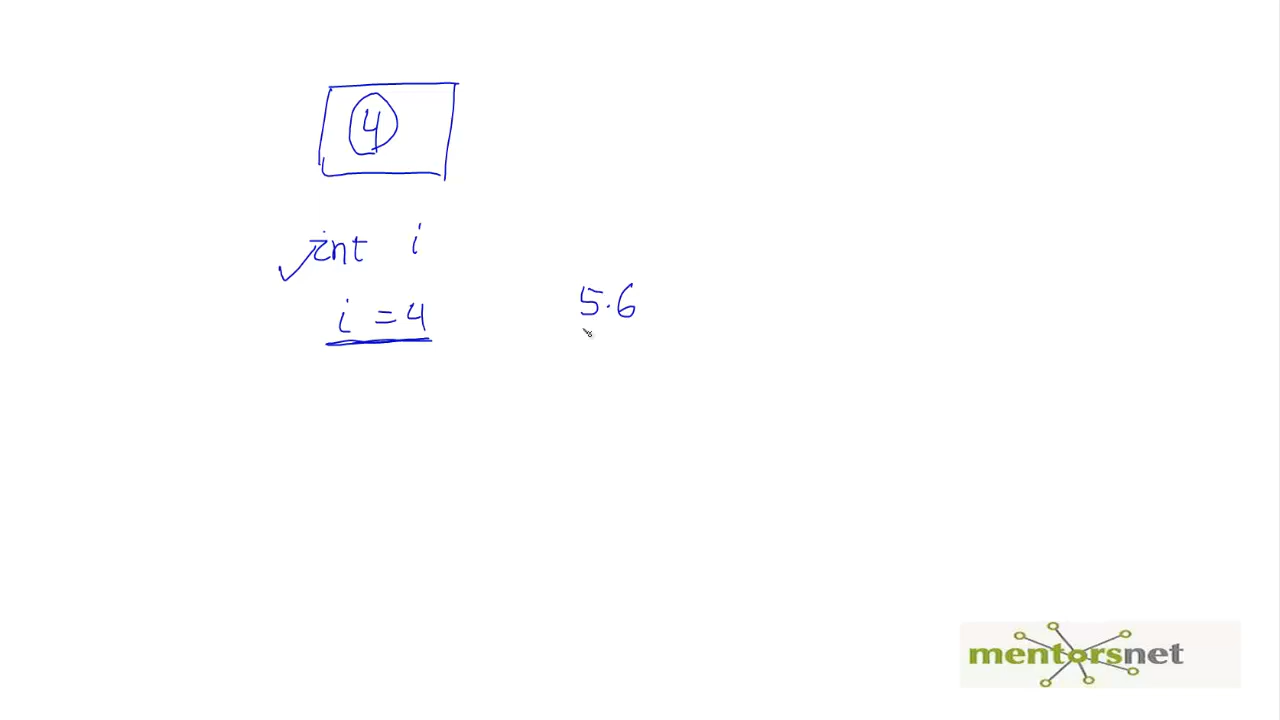 4
int i
i = 4
5.6
mentorsnet